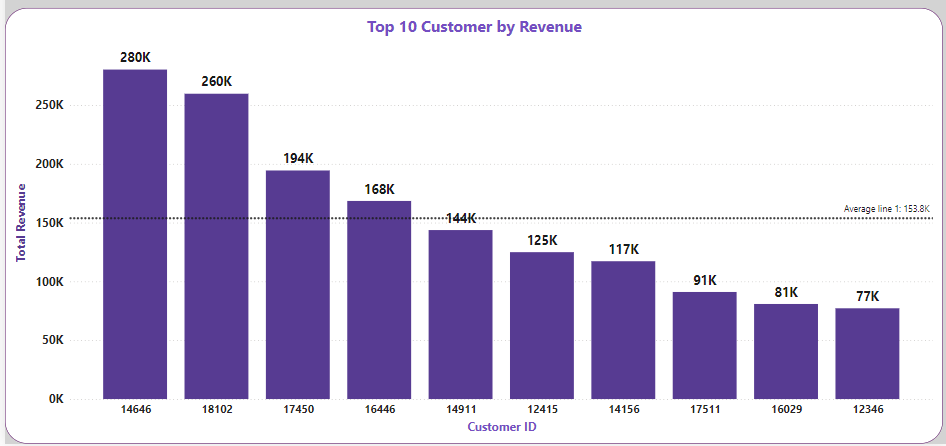 Top 10 Customer by Revenue
280K
260K
194K
168K
144K
125K
117K
91K
81K
77K
Average line 1: 153.8K
250K
200K
150K
100K
50K
0K
Total Revenue
14646 18102 17450 16446 14911 12415 14156 17511 16029 12346
Customer ID